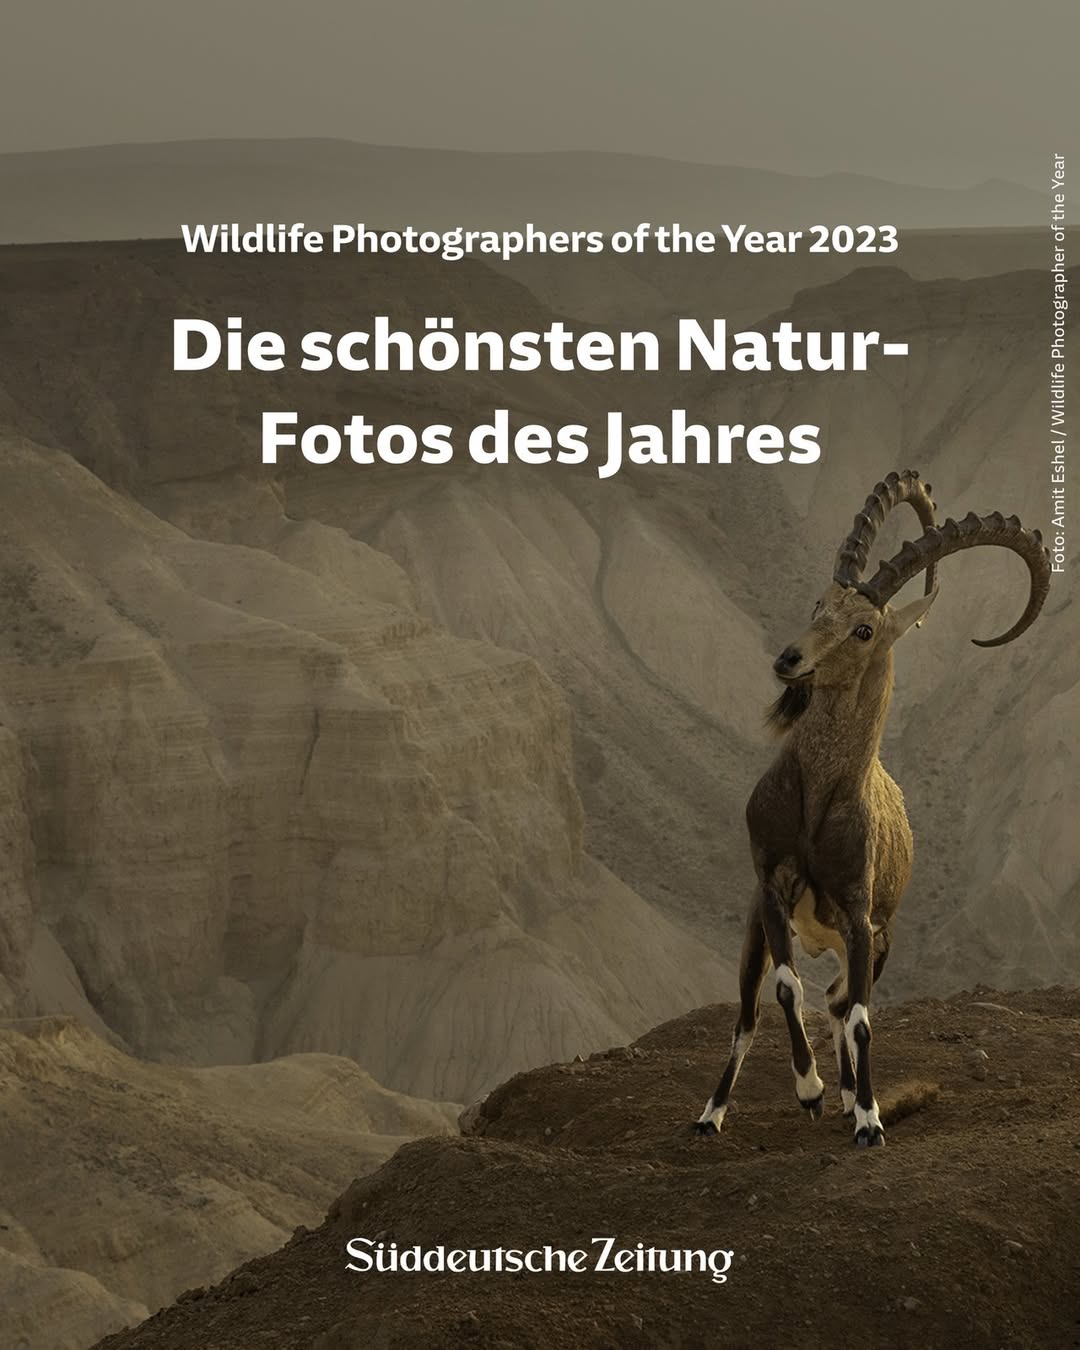 Wildlife Photographers of the Year 2023
Die schönsten Natur-
Fotos des Jahres
Foto: Amit Eshel / Wildlife Photographer of the Year
Süddeutsche Zeitung